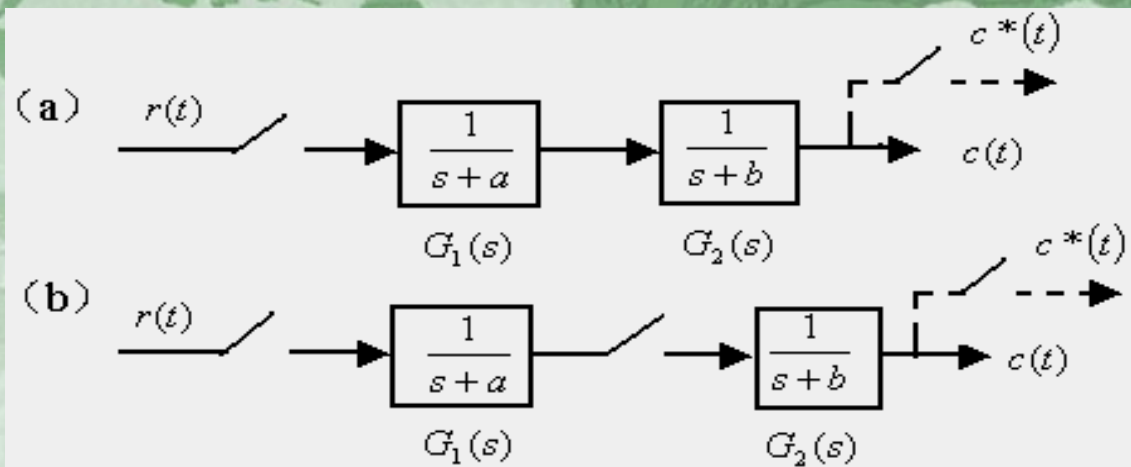 (a) r(t) 1/(s + a) 1/(s + b) c*(t)
c(t)
G₁(s) G₂(s)
(b) r(t) 1/(s + a) 1/(s + b) c*(t)
c(t)
G₁(s) G₂(s)